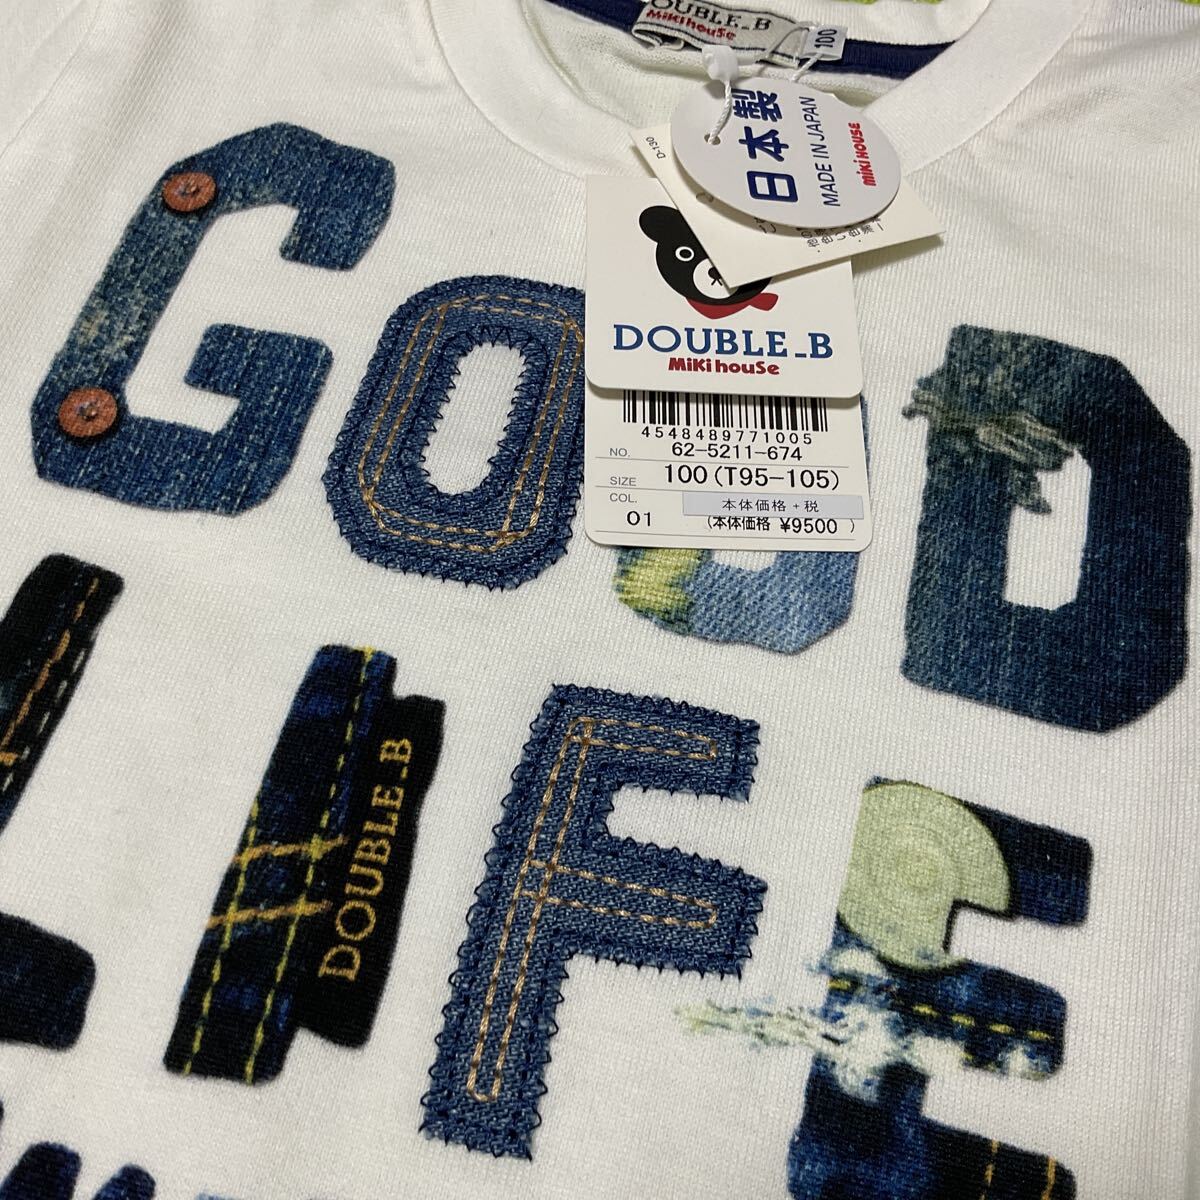 OUBLE_B
MiKi houSe
100
日本製
MADE IN JAPAN
MiKi HOUSE
D-130
DOUBLE_B
MiKi houSe
4548489771005
NO. 62-5211-674
SIZE 100(T95-105)
COL. 01
本体価格+税
(本体価格 ¥9500 )
GOOD
LIFE
DOUBLE_B